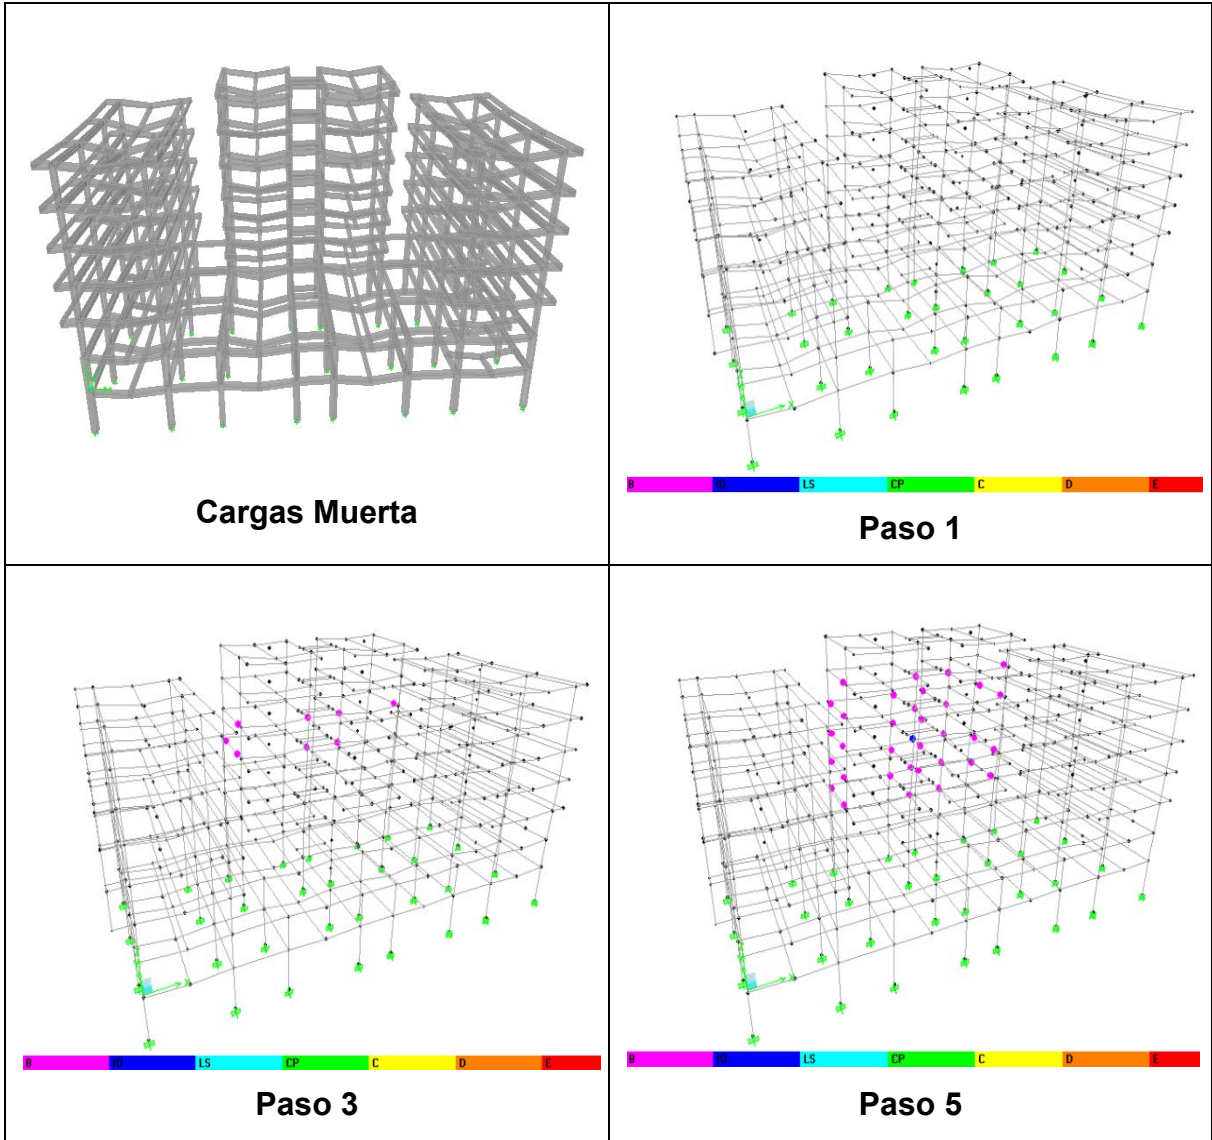 Cargas Muerta
B IO LS CP C D E
Paso 1
B IO LS CP C D E
Paso 3
B IO LS CP C D E
Paso 5